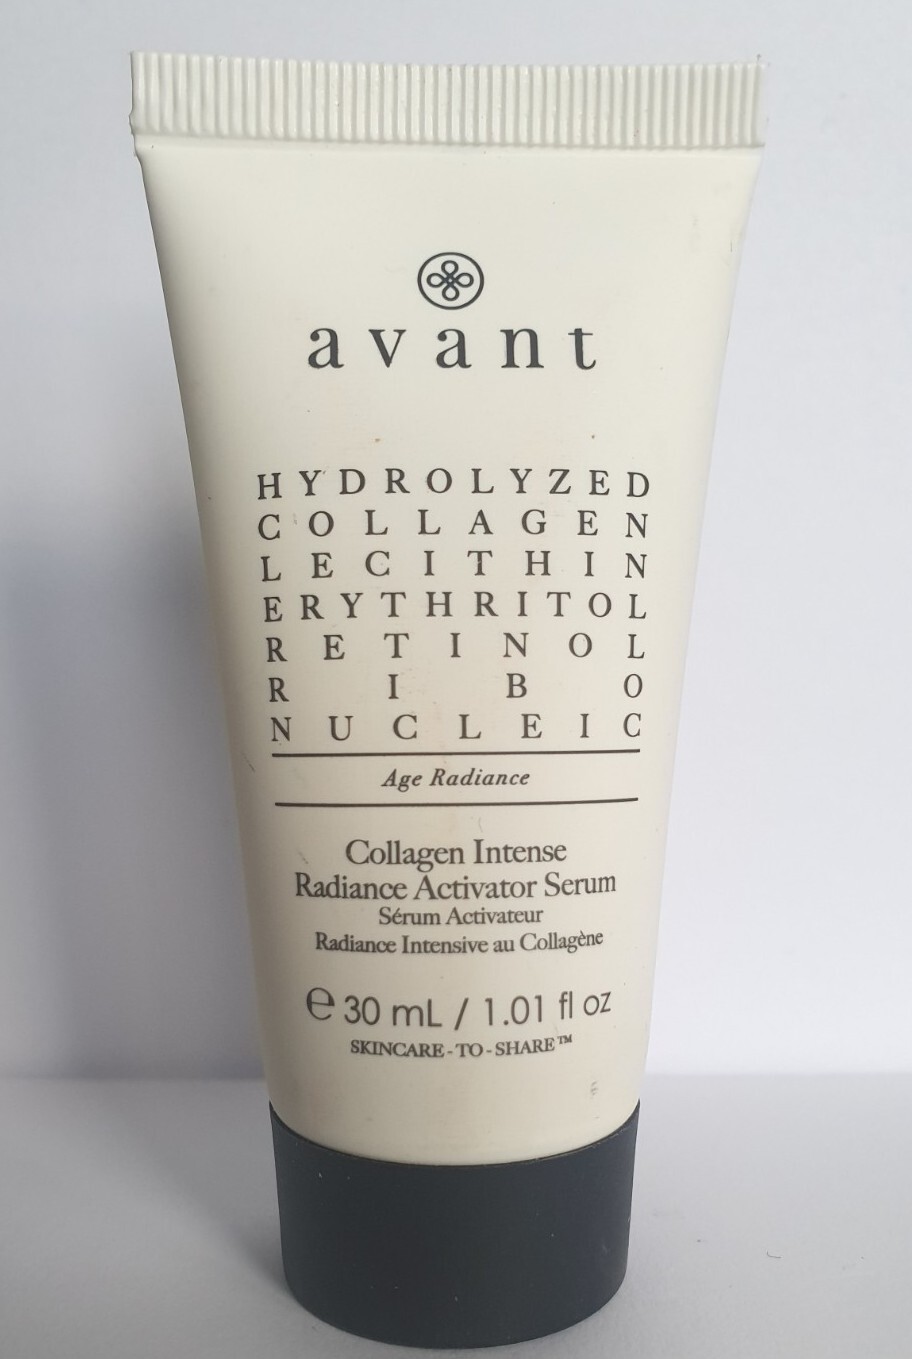 avant
HYDROLYZED
COLLAGEN
LECITHIN
ERYTHRITOL
RETINOL
RIBO
NUCLEIC
Age Radiance
Collagen Intense
Radiance Activator Serum
Sérum Activateur
Radiance Intensive au Collagène
℮ 30 mL / 1.01 fl oz
SKINCARE-TO-SHARE™